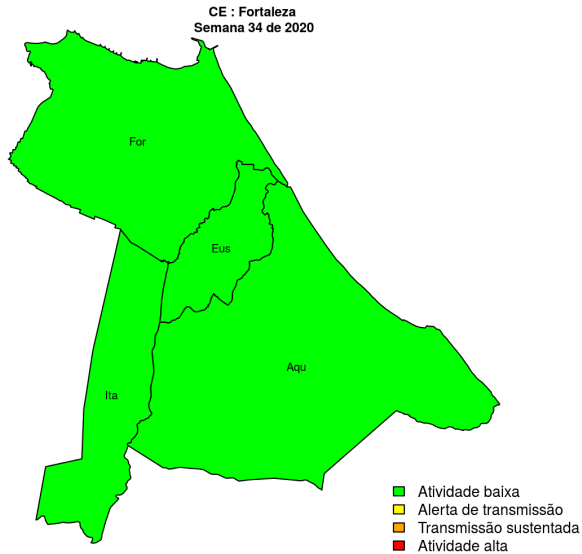 CE : Fortaleza
Semana 34 de 2020
For
Eus
Aqu
Ita
Atividade baixa
Alerta de transmissão
Transmissão sustentada
Atividade alta